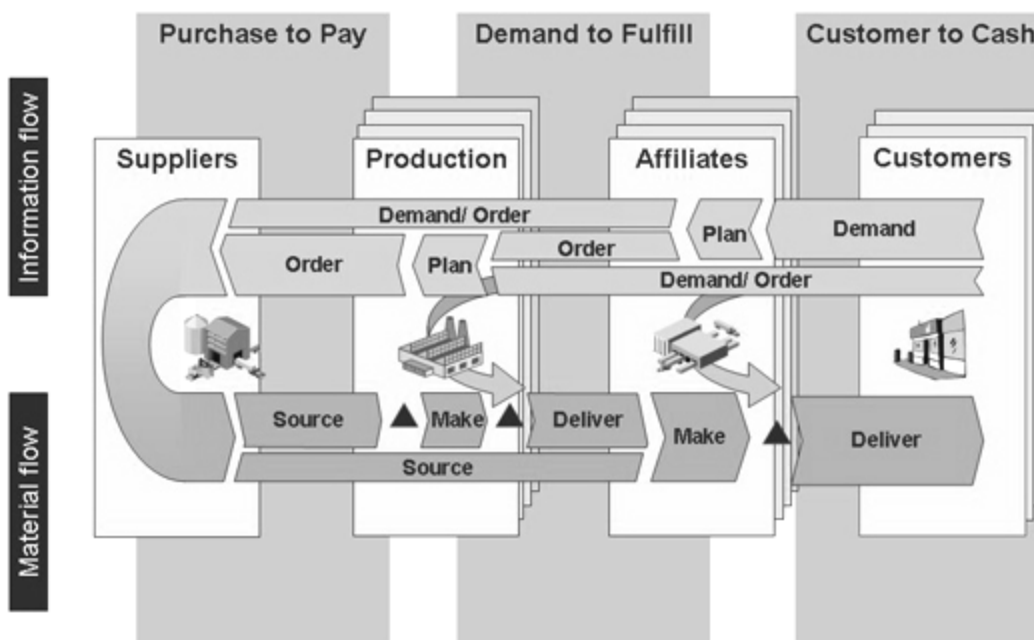 Purchase to Pay
Demand to Fulfill
Customer to Cash
Information flow
Suppliers
Production
Affiliates
Customers
Demand/ Order
Plan
Demand
Order
Plan
Order
Demand/ Order
Material flow
Source
Make
Deliver
Make
Deliver
Source